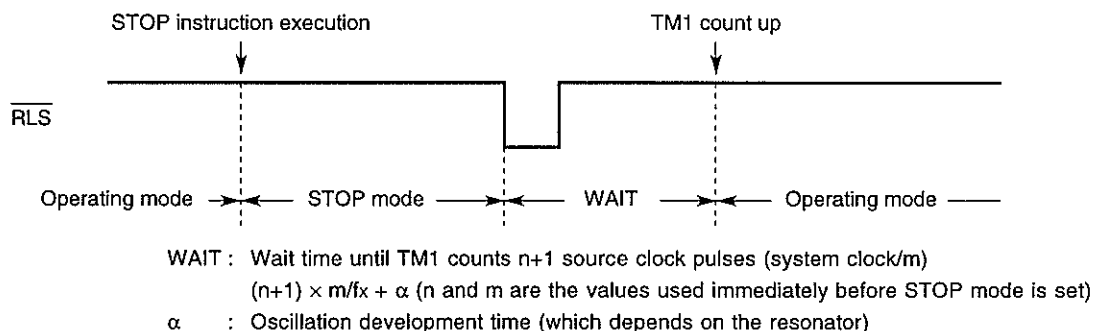 STOP instruction execution TM1 count up
RLS
Operating mode STOP mode WAIT Operating mode
WAIT : Wait time until TM1 counts n+1 source clock pulses (system clock/m)
(n+1) × m/fx + α (n and m are the values used immediately before STOP mode is set)
α : Oscillation development time (which depends on the resonator)